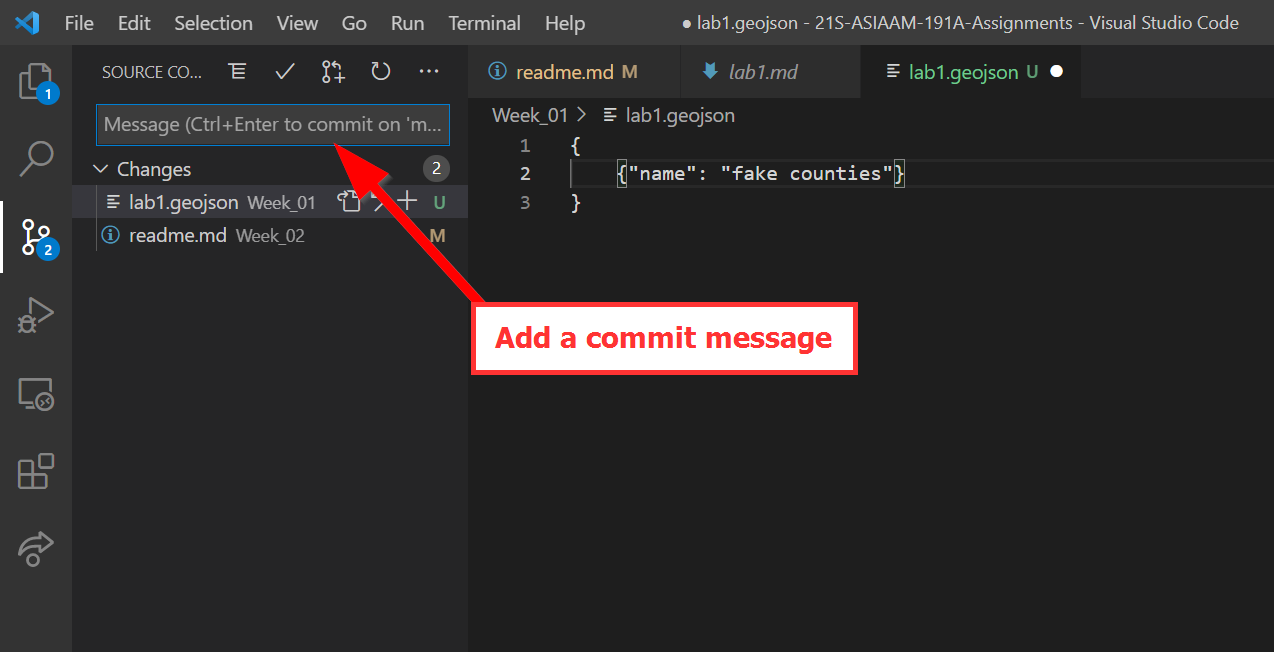 File Edit Selection View Go Run Terminal Help ● lab1.geojson - 21S-ASIAAM-191A-Assignments - Visual Studio Code
SOURCE CO...
readme.md M
lab1.md
lab1.geojson U
1
Message (Ctrl+Enter to commit on 'm...
Changes 2
lab1.geojson Week_01 U
readme.md Week_02 M
2
Week_01 > lab1.geojson
1 {
2 {"name": "fake counties"}
3 }
Add a commit message